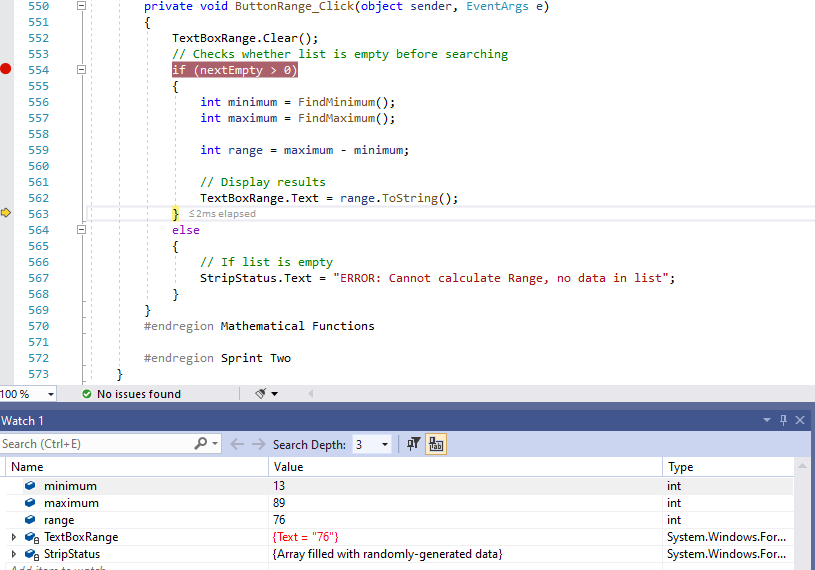 550 private void ButtonRange_Click(object sender, EventArgs e)
551 {
552 TextBoxRange.Clear();
553 // Checks whether list is empty before searching
554 if (nextEmpty > 0)
555 {
556 int minimum = FindMinimum();
557 int maximum = FindMaximum();
558
559 int range = maximum - minimum;
560
561 // Display results
562 TextBoxRange.Text = range.ToString();
563 } ≤2ms elapsed
564 else
565 {
566 // If list is empty
567 StripStatus.Text = "ERROR: Cannot calculate Range, no data in list";
568 }
569 }
570 #endregion Mathematical Functions
571
572 #endregion Sprint Two
573 }
100 % No issues found
Watch 1
Search (Ctrl+E) Search Depth: 3
Name Value Type
minimum 13 int
maximum 89 int
range 76 int
TextBoxRange {Text = "76"} System.Windows.For...
StripStatus {Array filled with randomly-generated data} System.Windows.For...
Add item to watch